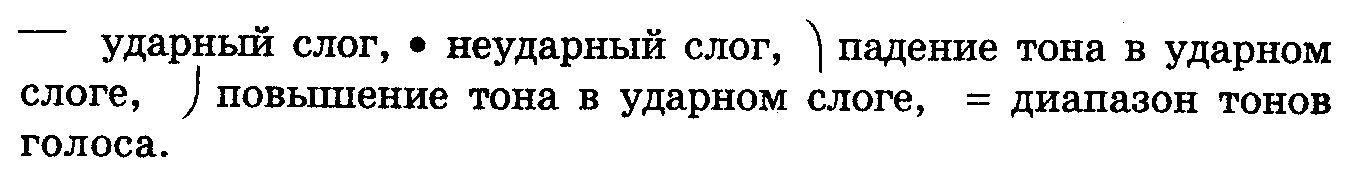 — ударный слог, • неударный слог, ⎞ падение тона в ударном
слоге, ⌡ повышение тона в ударном слоге, = диапазон тонов
голоса.